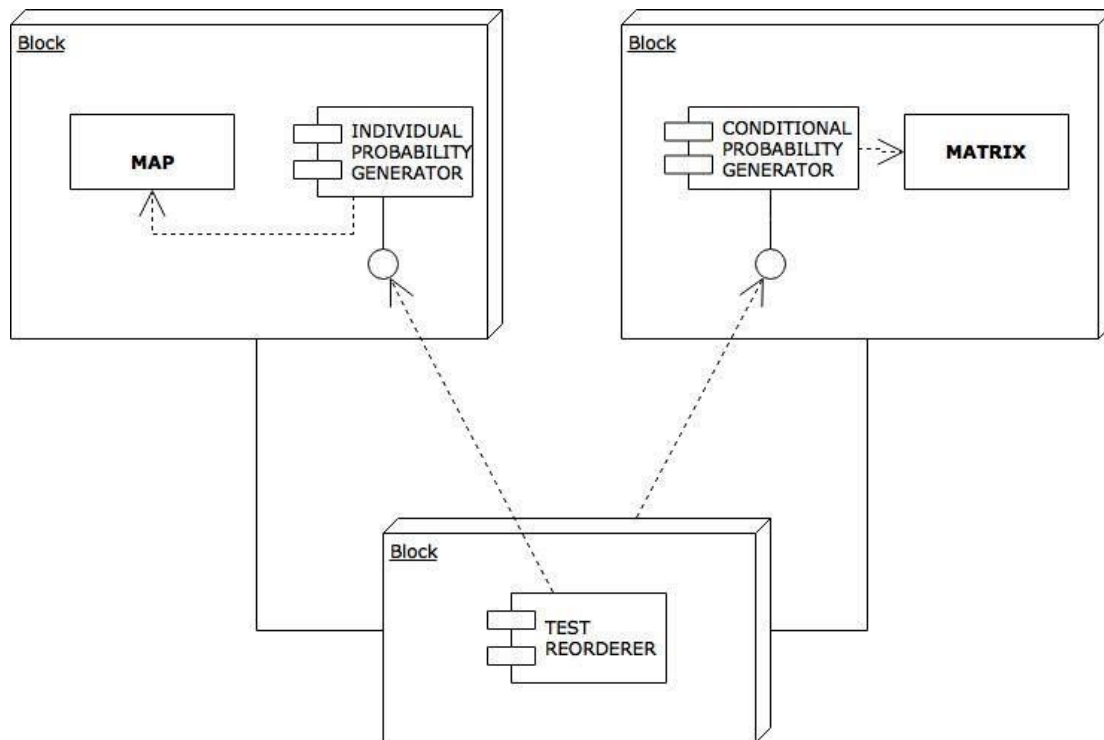 Block
MAP
INDIVIDUAL
PROBABILITY
GENERATOR
Block
CONDITIONAL
PROBABILITY
GENERATOR
MATRIX
Block
TEST
REORDERER